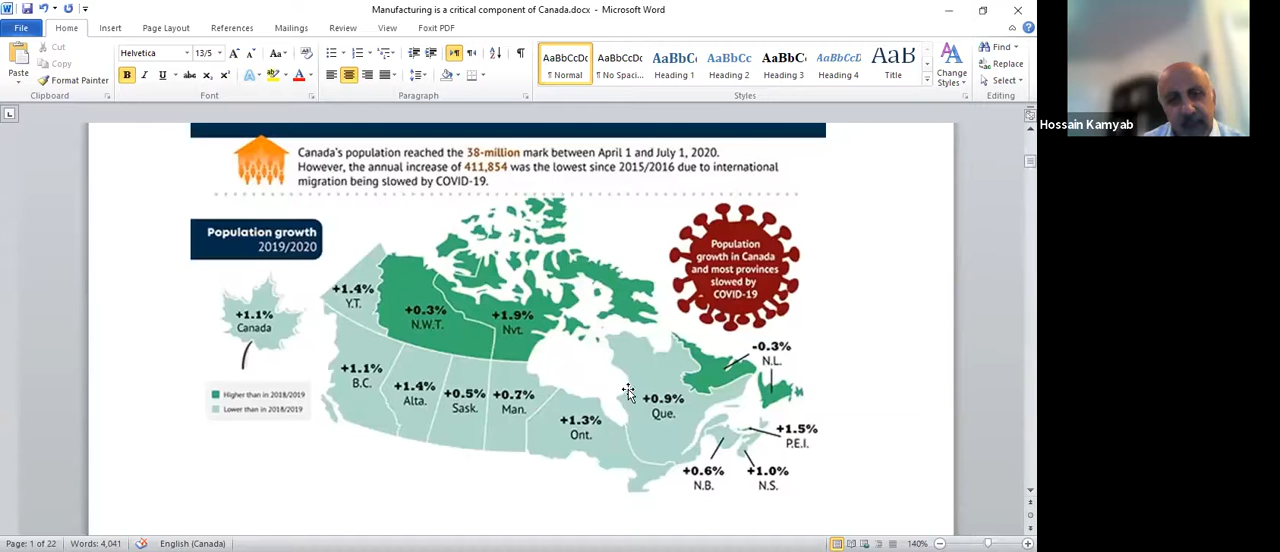 Manufacturing is a critical component of Canada.docx - Microsoft Word
File
Home
Insert
Page Layout
References
Mailings
Review
View
Foxit PDF
Paste
Cut
Copy
Format Painter
Clipboard
Helvetica
13/5
Font
Paragraph
AaBbCcDc
¶ Normal
AaBbCcDc
¶ No Spaci...
AaBbC
Heading 1
AaBbCc
Heading 2
AaBbC
Heading 3
AaBbCcD
Heading 4
AaB
Title
Change
Styles
Styles
Find
Replace
Select
Editing
Hossain Kamyab
Canada's population reached the 38-million mark between April 1 and July 1, 2020.
However, the annual increase of 411,854 was the lowest since 2015/2016 due to international
migration being slowed by COVID-19.
Population growth
2019/2020
Population
growth in Canada
and most provinces
slowed by
COVID-19
+1.1%
Canada
+1.4%
Y.T.
+0.3%
N.W.T.
+1.9%
Nvt.
-0.3%
N.L.
+1.1%
B.C.
+1.4%
Alta.
+0.5%
Sask.
+0.7%
Man.
+1.3%
Ont.
+0.9%
Que.
+1.5%
P.E.I.
+0.6%
N.B.
+1.0%
N.S.
Higher than in 2018/2019
Lower than in 2018/2019
Page: 1 of 22
Words: 4,041
English (Canada)
140%